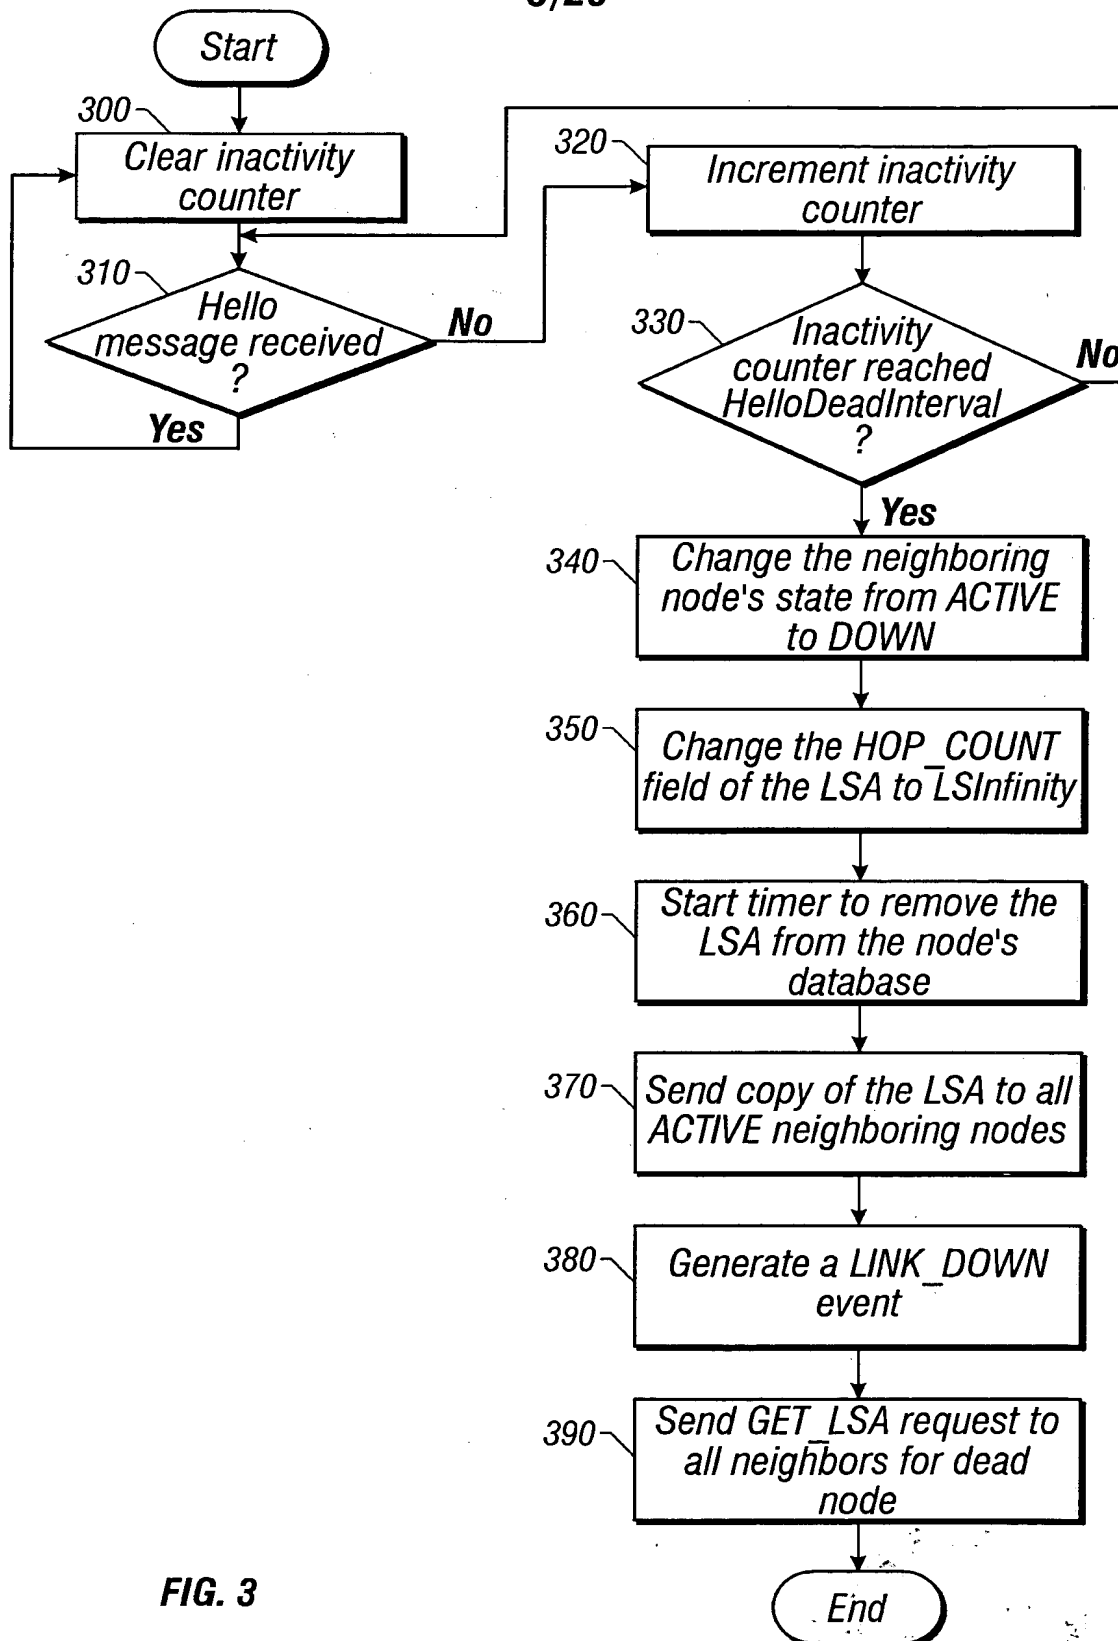 Start
300
Clear inactivity
counter
310
Hello
message received
?
No
Yes
320
Increment inactivity
counter
330
Inactivity
counter reached
HelloDeadInterval
?
No
Yes
340
Change the neighboring
node's state from ACTIVE
to DOWN
350
Change the HOP_COUNT
field of the LSA to LSInfinity
360
Start timer to remove the
LSA from the node's
database
370
Send copy of the LSA to all
ACTIVE neighboring nodes
380
Generate a LINK_DOWN
event
390
Send GET_LSA request to
all neighbors for dead
node
End
FIG. 3